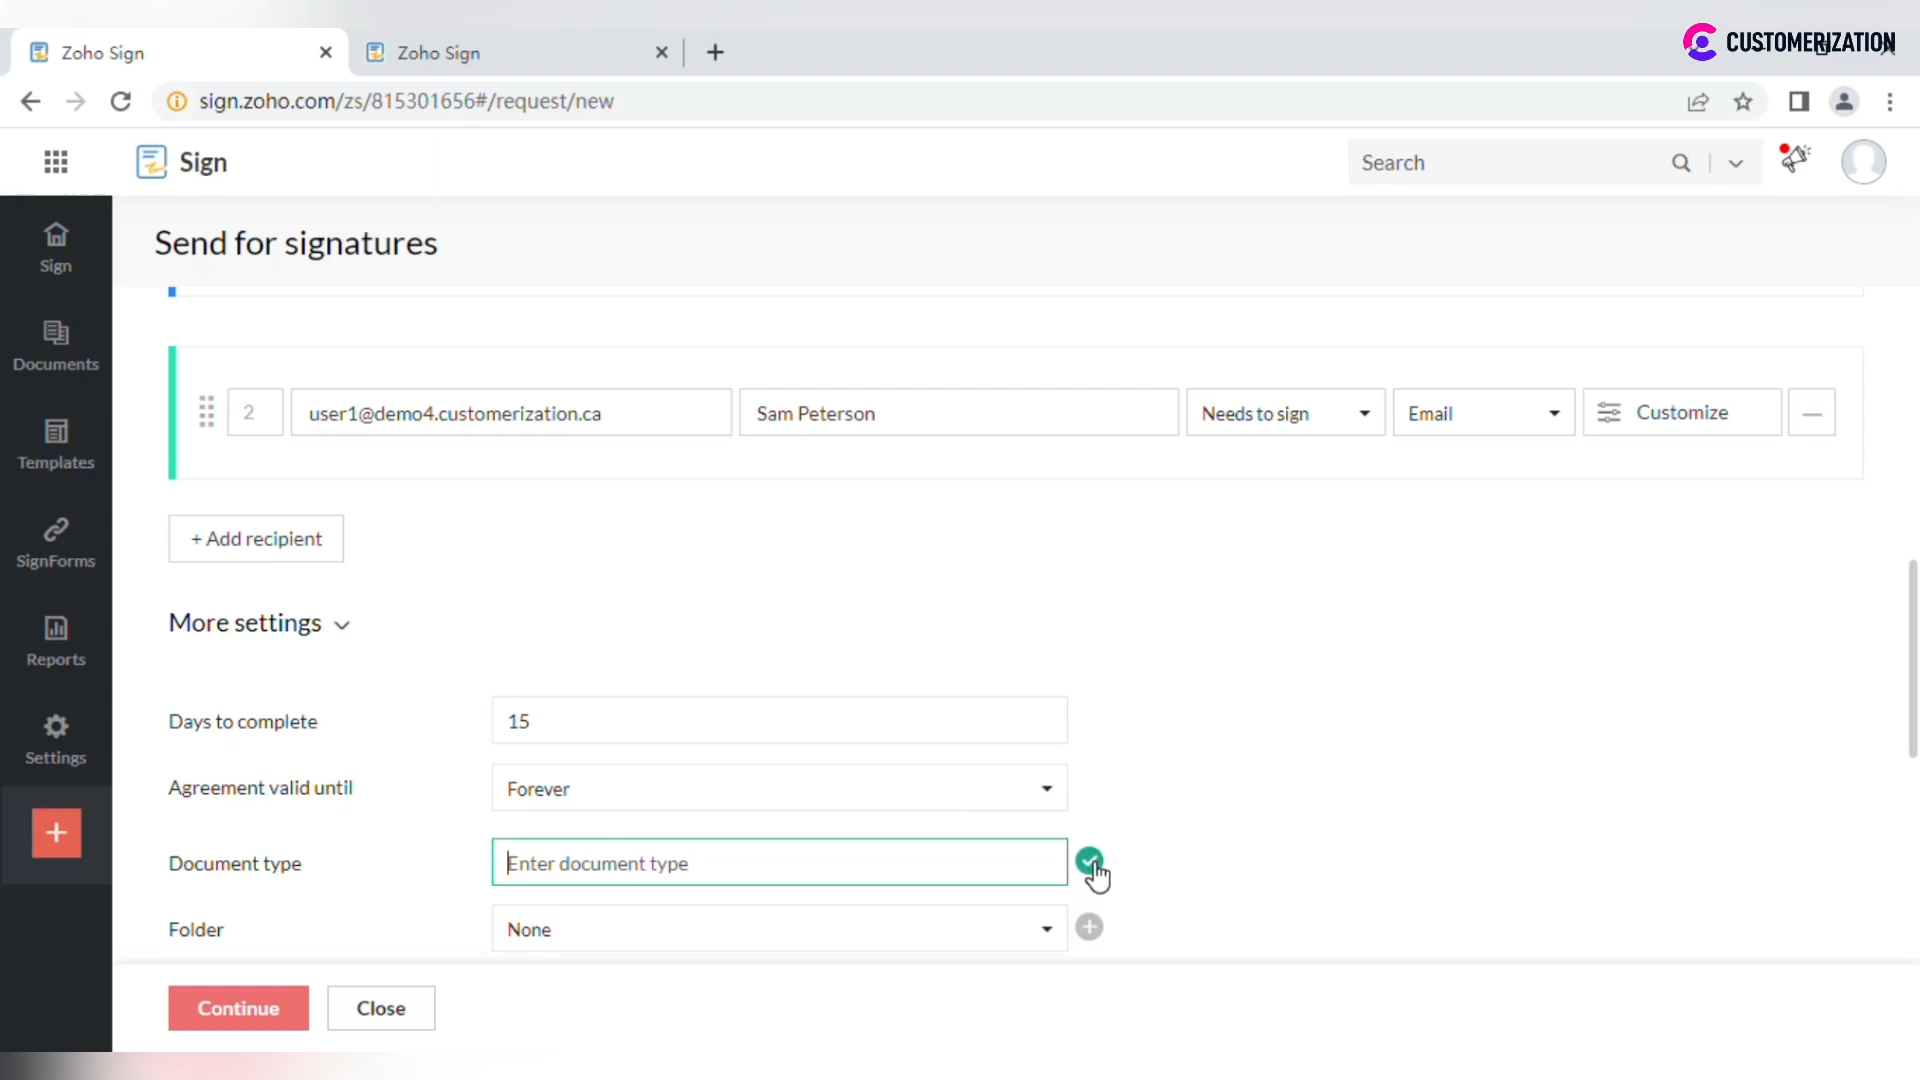 Zoho Sign
Zoho Sign
CUSTOMERIZATION
sign.zoho.com/zs/815301656#/request/new
Sign
Search
Sign
Documents
Templates
SignForms
Reports
Settings
Send for signatures
2
user1@demo4.customerization.ca
Sam Peterson
Needs to sign
Email
Customize
+ Add recipient
More settings
Days to complete
15
Agreement valid until
Forever
Document type
Enter document type
Folder
None
Continue
Close